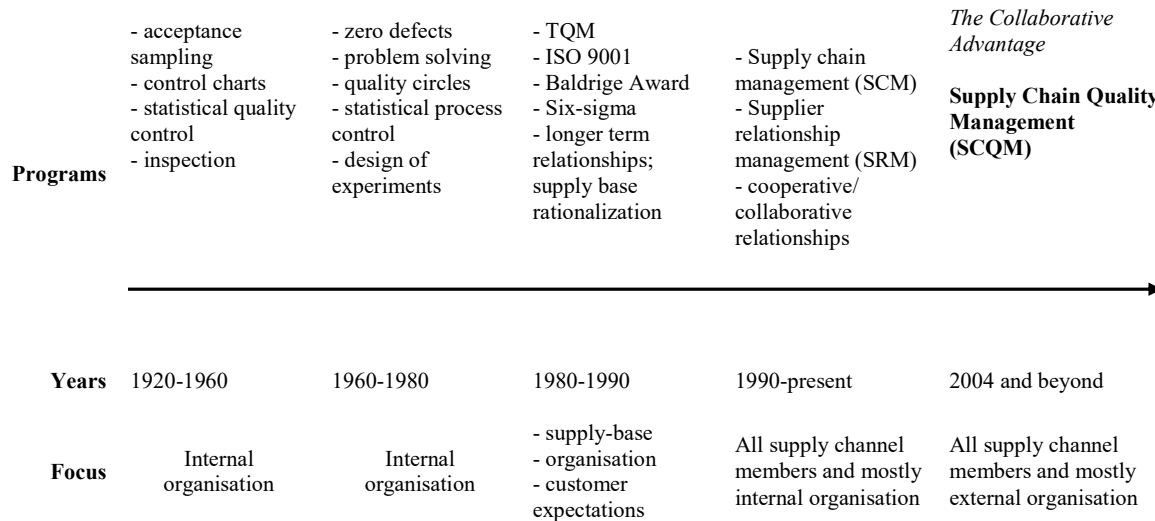 - acceptance
sampling
- control charts
- statistical quality
control
- inspection
- zero defects
- problem solving
- quality circles
- statistical process
control
- design of
experiments
- TQM
- ISO 9001
- Baldrige Award
- Six-sigma
- longer term
relationships;
supply base
rationalization
- Supply chain
management (SCM)
- Supplier
relationship
management (SRM)
- cooperative/
collaborative
relationships
The Collaborative
Advantage
Supply Chain Quality
Management
(SCQM)
Programs
Years
1920-1960
1960-1980
1980-1990
1990-present
2004 and beyond
Focus
Internal
organisation
Internal
organisation
- supply-base
- organisation
- customer
expectations
All supply channel
members and mostly
internal organisation
All supply channel
members and mostly
external organisation